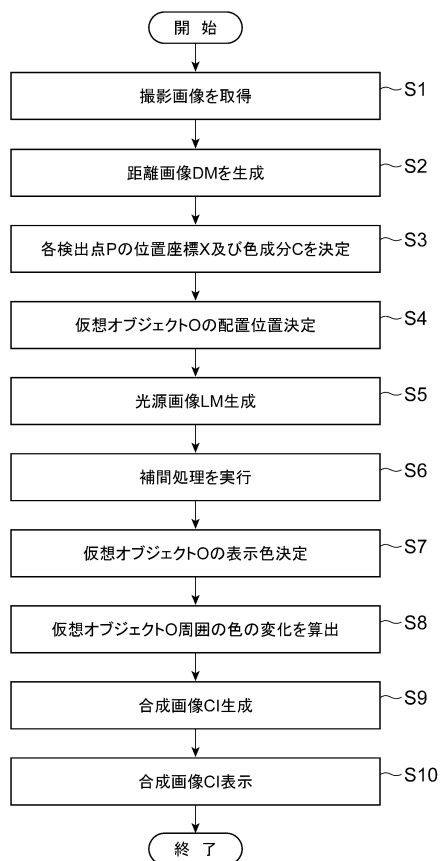 開 始
撮影画像を取得
S1
距離画像DMを生成
S2
各検出点Pの位置座標X及び色成分Cを決定
S3
仮想オブジェクトOの配置位置決定
S4
光源画像LM生成
S5
補間処理を実行
S6
仮想オブジェクトOの表示色決定
S7
仮想オブジェクトO周囲の色の変化を算出
S8
合成画像CI生成
S9
合成画像CI表示
S10
終 了